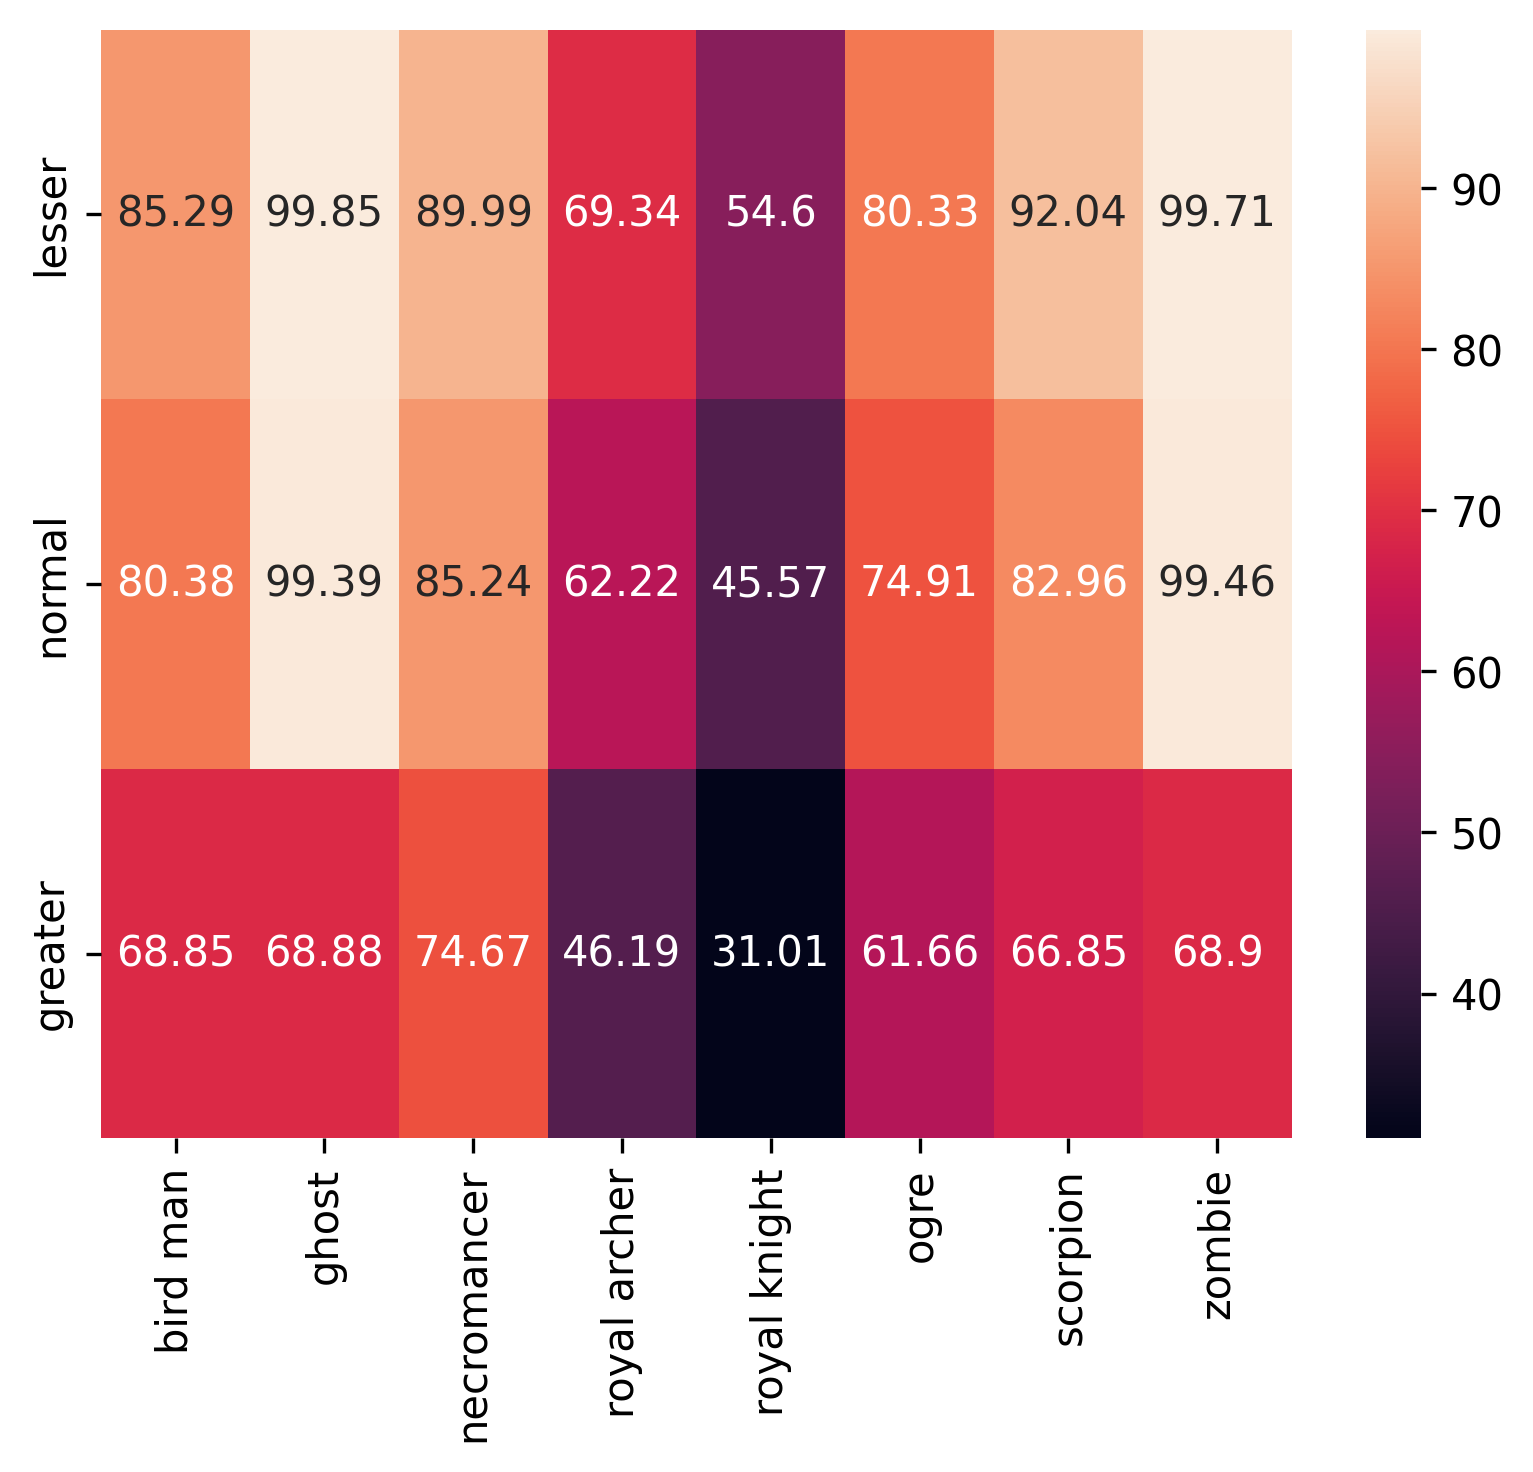 lesser 85.29 99.85 89.99 69.34 54.6 80.33 92.04 99.71
normal 80.38 99.39 85.24 62.22 45.57 74.91 82.96 99.46
greater 68.85 68.88 74.67 46.19 31.01 61.66 66.85 68.9
bird man
ghost
necromancer
royal archer
royal knight
ogre
scorpion
zombie
90
80
70
60
50
40